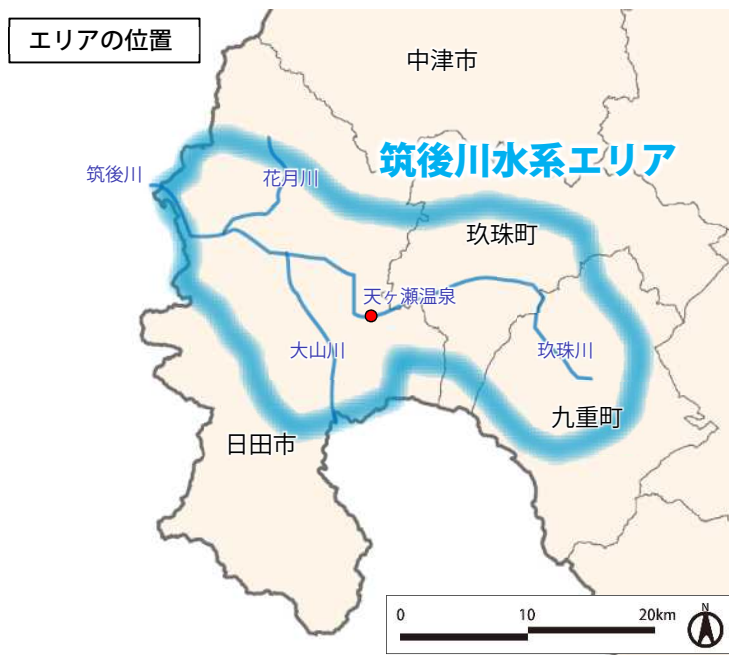 エリアの位置
中津市
筑後川水系エリア
筑後川
花月川
玖珠町
天ヶ瀬温泉
大山川
玖珠川
九重町
日田市
0 10 20km
N